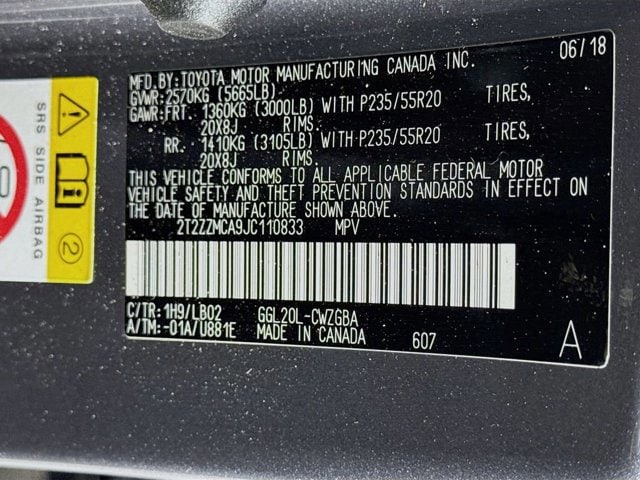 MFD.BY:TOYOTA MOTOR MANUFACTURING CANADA INC. 06/18
GVWR:2570KG (5665LB)
GAWR:FRT. 1360KG (3000LB) WITH P235/55R20 TIRES,
20X8J RIMS.
RR. 1410KG (3105LB) WITH P235/55R20 TIRES,
20X8J RIMS.
THIS VEHICLE CONFORMS TO ALL APPLICABLE FEDERAL MOTOR
VEHICLE SAFETY AND THEFT PREVENTION STANDARDS IN EFFECT ON
THE DATE OF MANUFACTURE SHOWN ABOVE.
2T2ZZMCA9JC110833 MPV
C/TR: 1H9/LB02 GGL20L-CWZGBA
A/TM: -01A/U881E MADE IN CANADA 607 A
SRS SIDE AIRBAG
2